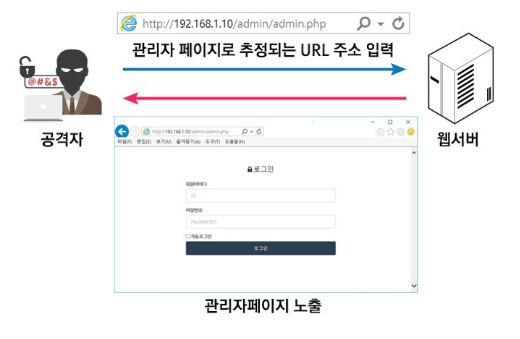 http://192.168.1.10/admin/admin.php
관리자 페이지로 추정되는 URL 주소 입력
@#&$
공격자
웹서버
http://192.168.1.10/admin/admin.php
파일(F) 편집(E) 보기(V) 즐겨찾기(A) 도구(T) 도움말(H)
로그인
회원아이디
ID
비밀번호
PASSWORD
자동로그인
로그인
관리자페이지 노출